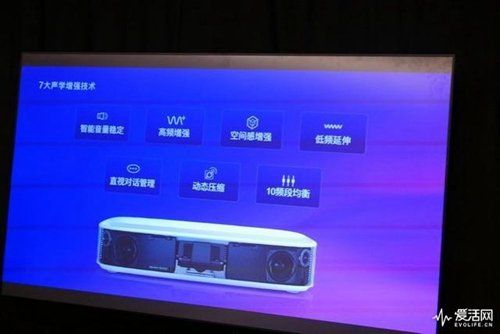 7大声学增强技术
智能音量稳定
高频增强
空间感增强
低频延伸
直视对话管理
动态压缩
10频段均衡
爱活网
EVOLIFE.CN